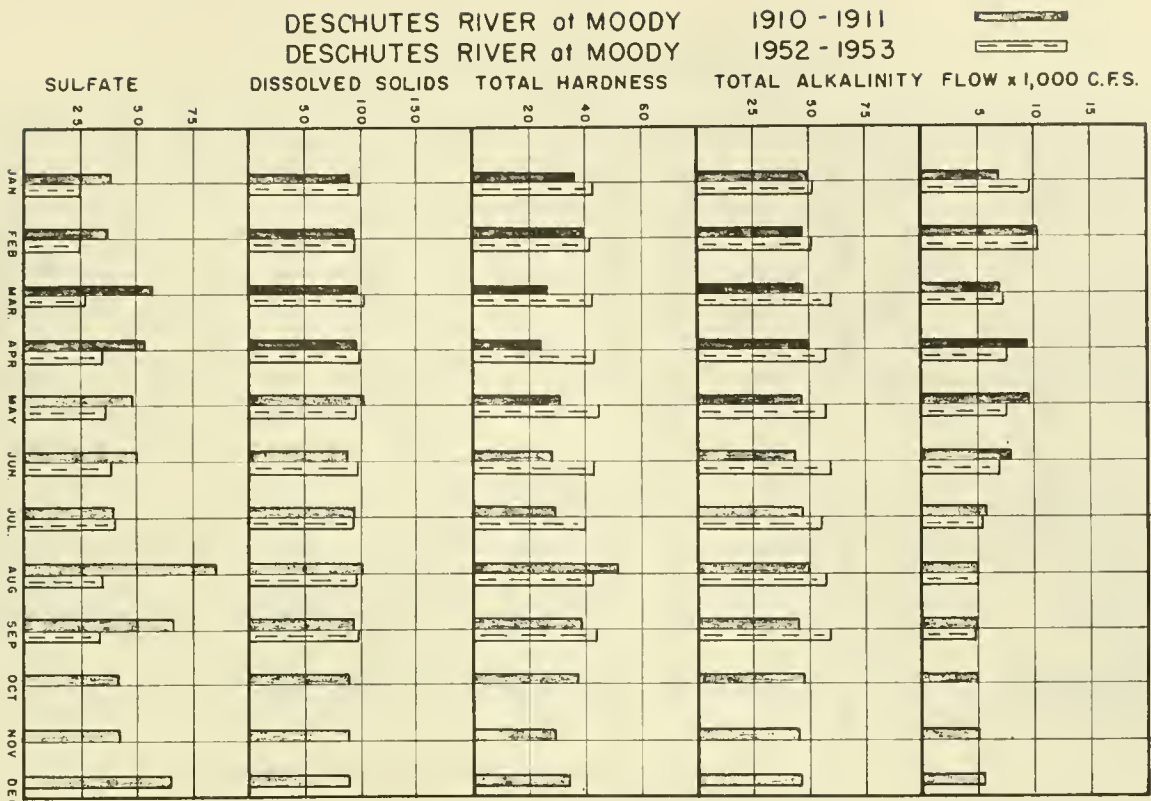 DESCHUTES RIVER at MOODY 1910 - 1911
DESCHUTES RIVER at MOODY 1952 - 1953
SULFATE DISSOLVED SOLIDS TOTAL HARDNESS TOTAL ALKALINITY FLOW x 1,000 C.F.S.
25 5 75 50 100 150 20 40 60 25 50 75 5 10 15
JAN
FEB
MAR.
APR
MAY
JUN.
JUL.
AUG
SEP
OCT
NOV